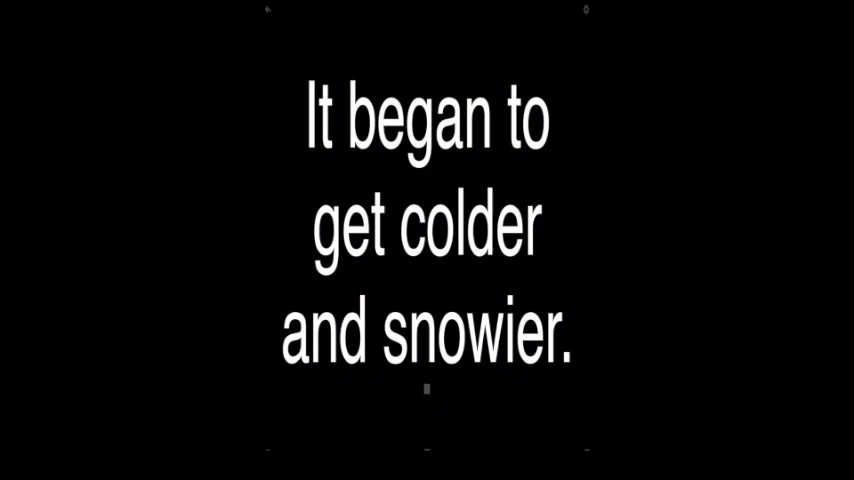 It began to
get colder
and snowier.